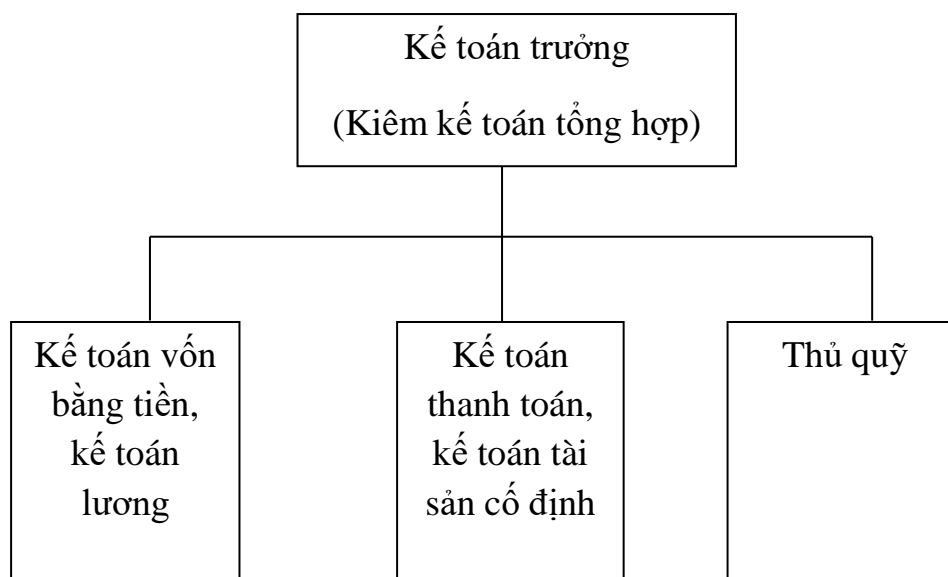 Kế toán trưởng
(Kiêm kế toán tổng hợp)
Kế toán vốn
bằng tiền,
kế toán
lương
Kế toán
thanh toán,
kế toán tài
sản cố định
Thủ quỹ